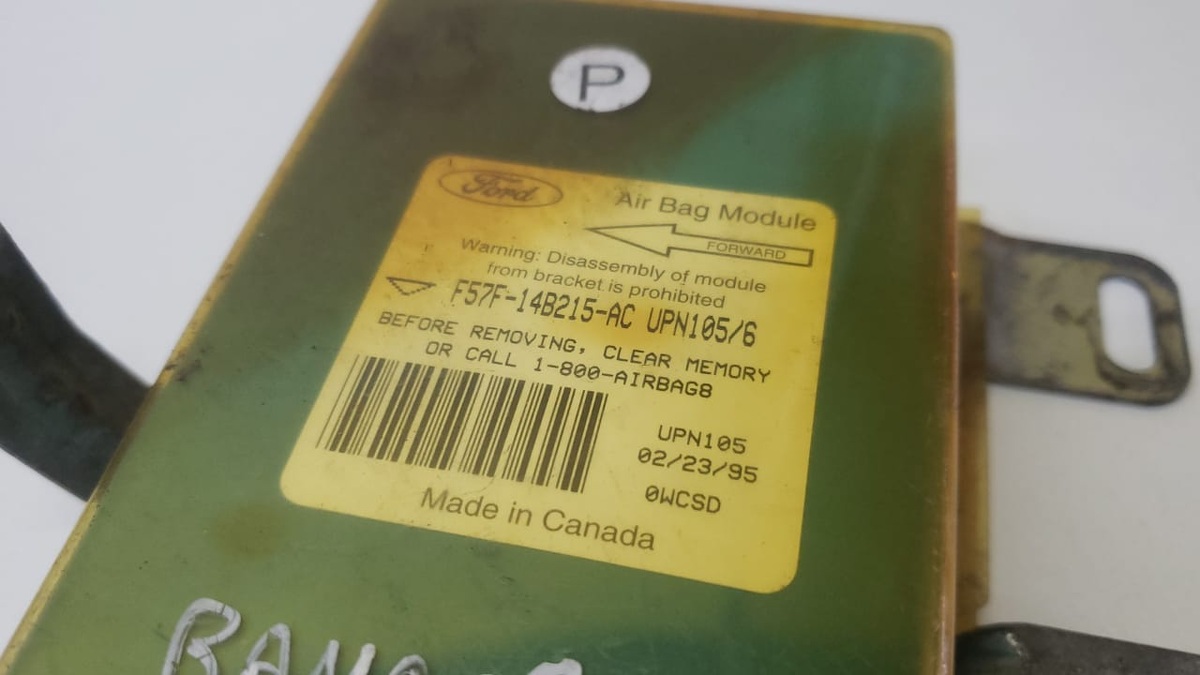 P
Ford
Air Bag Module
FORWARD
Warning: Disassembly of module
from bracket is prohibited
F57F-14B215-AC UPN105/6
BEFORE REMOVING, CLEAR MEMORY
OR CALL 1-800-AIRBAG8
UPN105
02/23/95
0WCSD
Made in Canada